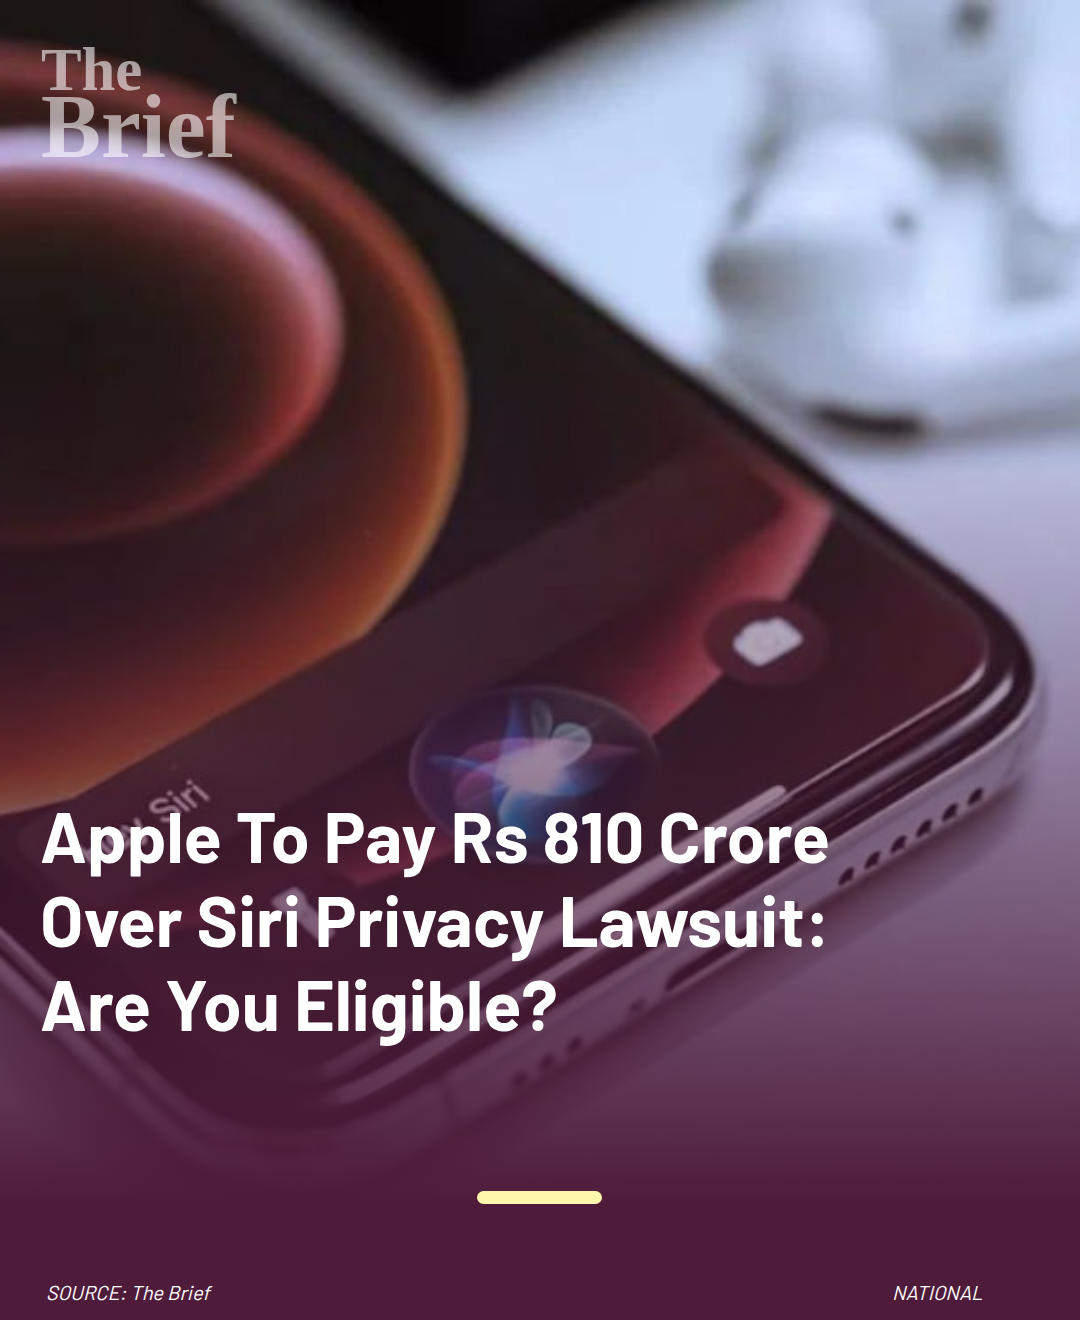 The
Brief
Siri
Apple To Pay Rs 810 Crore
Over Siri Privacy Lawsuit:
Are You Eligible?
SOURCE: The Brief
NATIONAL